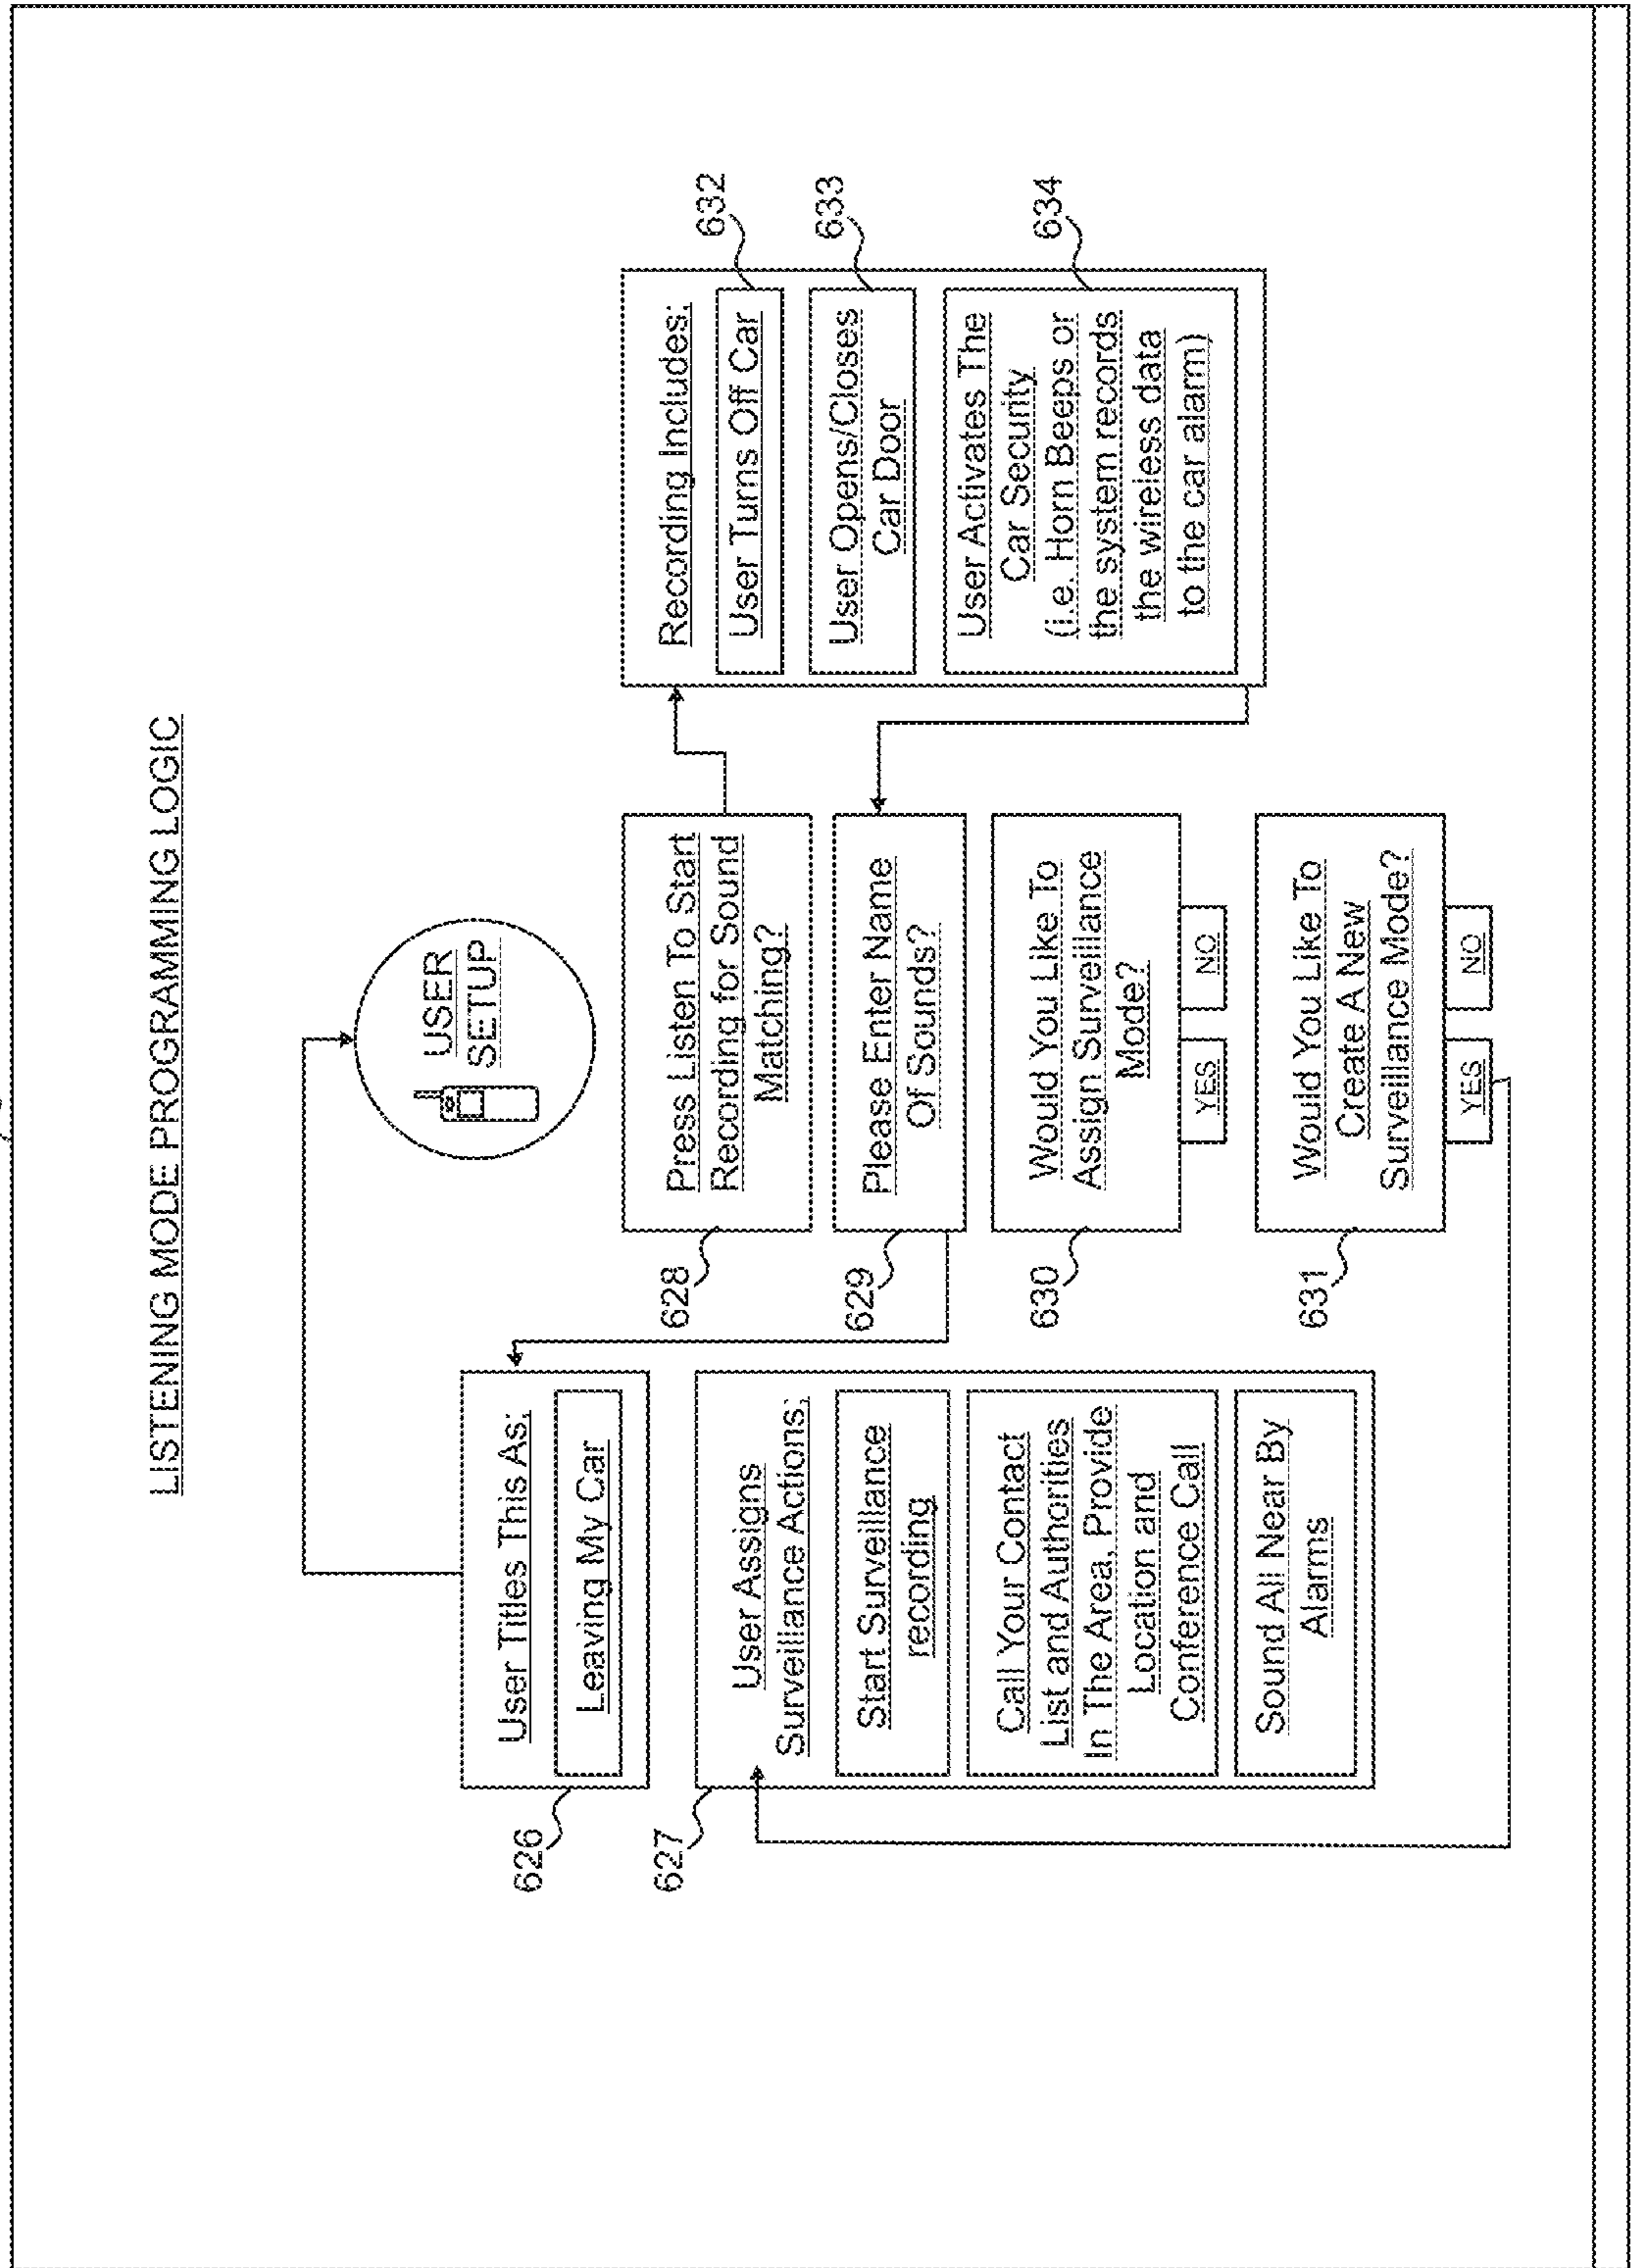 LISTENING MODE PROGRAMMING LOGIC
USER
SETUP
User Titles This As:
Leaving My Car
626
User Assigns
Surveillance Actions:
Start Surveillance
recording
Call Your Contact
List and Authorities
In The Area, Provide
Location and
Conference Call
Sound All Near By
Alarms
627
Press Listen To Start
Recording for Sound
Matching?
628
Please Enter Name
Of Sounds?
629
Would You Like To
Assign Surveillance
Mode?
YES
NO
630
Would You Like To
Create A New
Surveillance Mode?
YES
NO
631
Recording Includes:
User Turns Off Car
632
User Opens/Closes
Car Door
633
User Activates The
Car Security
(i.e. Horn Beeps or
the system records
the wireless data
to the car alarm)
634